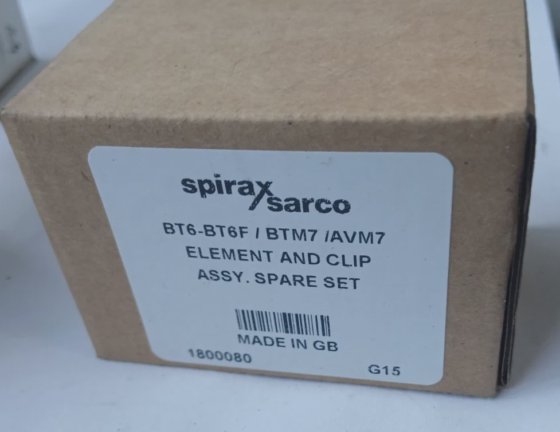 spirax
sarco
BT6-BT6F / BTM7 /AVM7
ELEMENT AND CLIP
ASSY. SPARE SET
MADE IN GB
1800080 G15